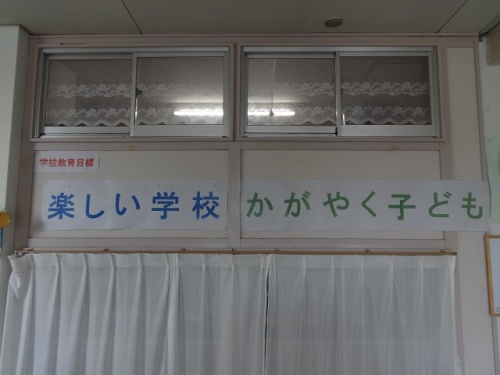 学校教育目標
楽しい学校 かがやく子ども